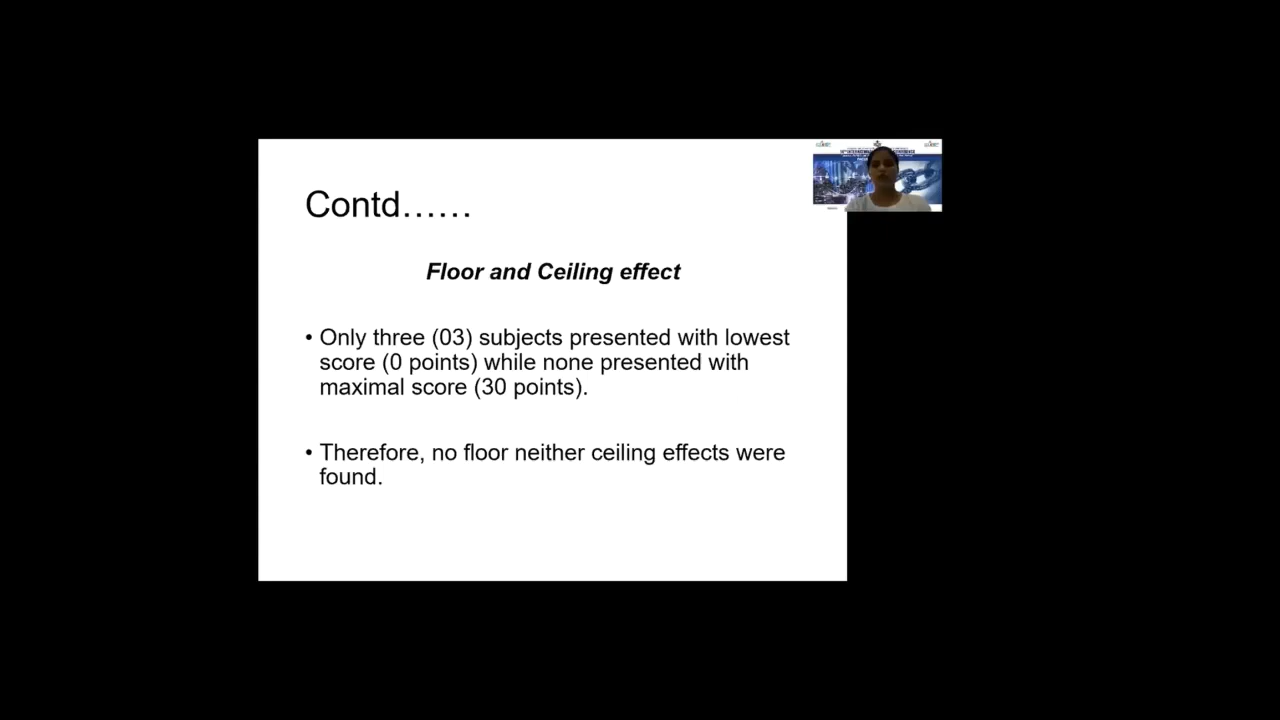 Contd……
Floor and Ceiling effect
• Only three (03) subjects presented with lowest
score (0 points) while none presented with
maximal score (30 points).
• Therefore, no floor neither ceiling effects were
found.